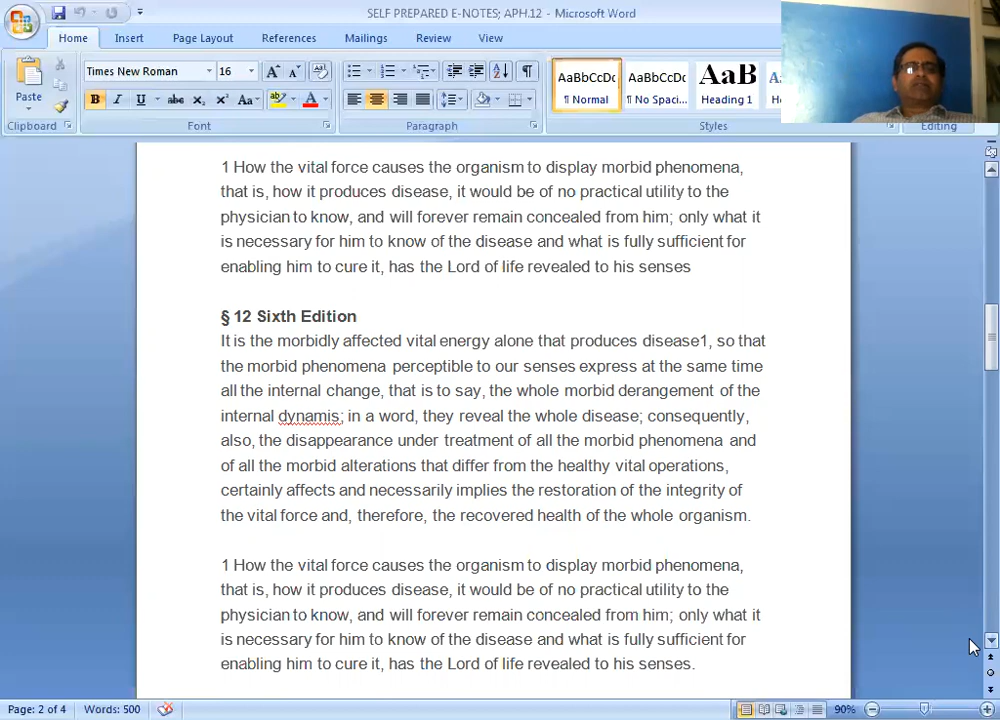 SELF PREPARED E-NOTES; APH.12 - Microsoft Word
Home Insert Page Layout References Mailings Review View
Times New Roman 16
Paste
B I U abc X₂ X² Aa ab A
AaBbCcDc AaBbCcDc AaB
¶ Normal ¶ No Spaci... Heading 1
Clipboard Font Paragraph Styles Editing
1 How the vital force causes the organism to display morbid phenomena,
that is, how it produces disease, it would be of no practical utility to the
physician to know, and will forever remain concealed from him; only what it
is necessary for him to know of the disease and what is fully sufficient for
enabling him to cure it, has the Lord of life revealed to his senses
§ 12 Sixth Edition
It is the morbidly affected vital energy alone that produces disease1, so that
the morbid phenomena perceptible to our senses express at the same time
all the internal change, that is to say, the whole morbid derangement of the
internal dynamis; in a word, they reveal the whole disease; consequently,
also, the disappearance under treatment of all the morbid phenomena and
of all the morbid alterations that differ from the healthy vital operations,
certainly affects and necessarily implies the restoration of the integrity of
the vital force and, therefore, the recovered health of the whole organism.
1 How the vital force causes the organism to display morbid phenomena,
that is, how it produces disease, it would be of no practical utility to the
physician to know, and will forever remain concealed from him; only what it
is necessary for him to know of the disease and what is fully sufficient for
enabling him to cure it, has the Lord of life revealed to his senses.
Page: 2 of 4 Words: 500 90%